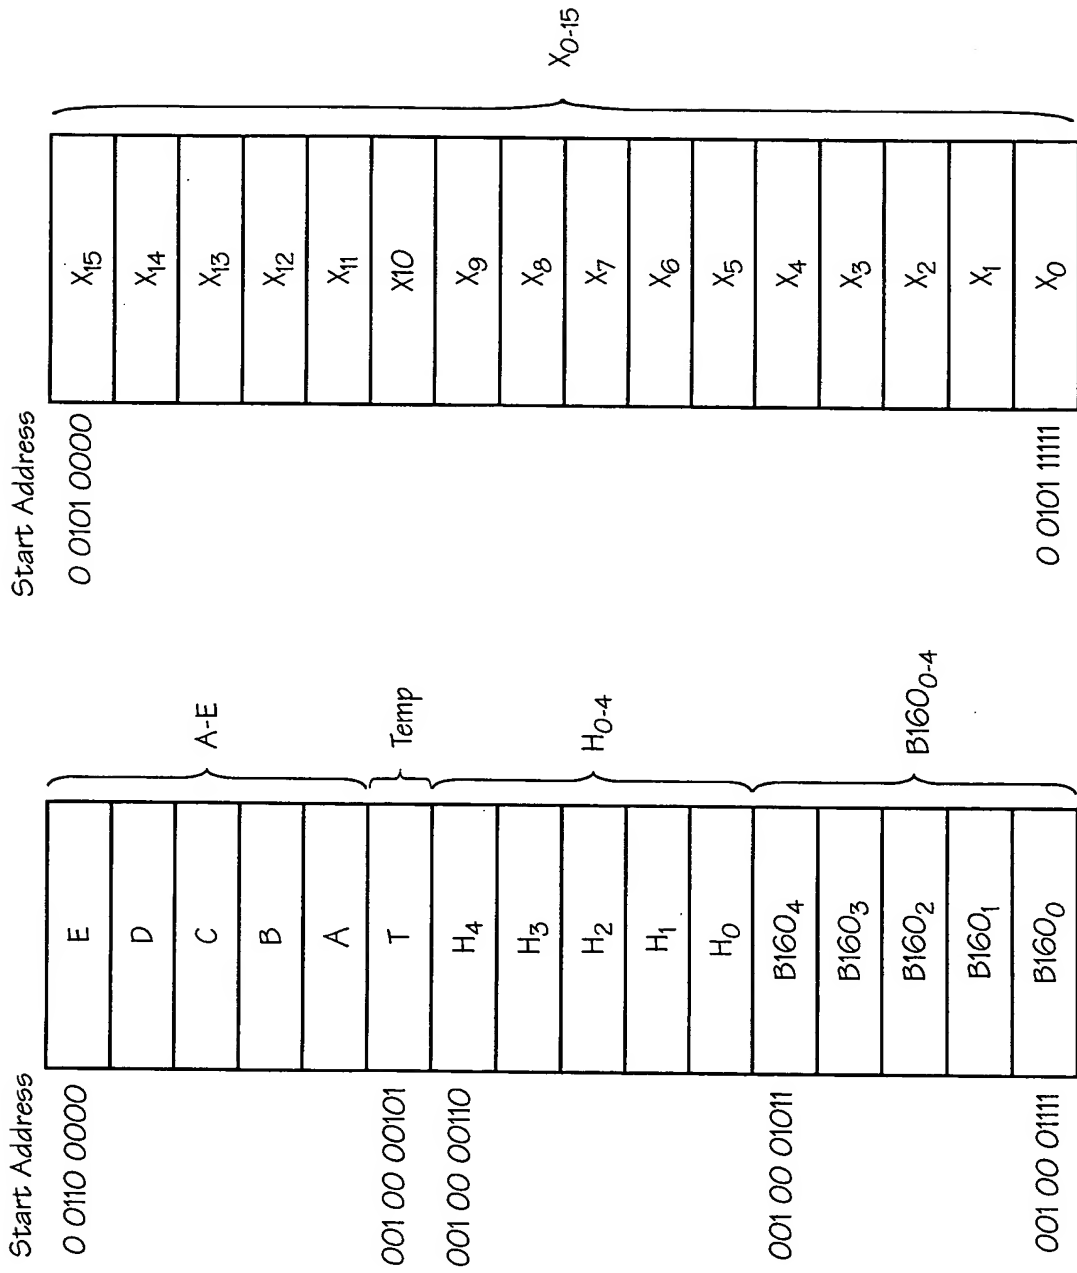 Start Address
0 0110 0000
E
D
C
B
A
A-E
001 00 00101
T
Temp
001 00 00110
H4
H3
H2
H1
H0
H0-4
001 00 01011
B1604
B1603
B1602
B1601
001 00 01111
B1600
B1600-4
Start Address
0 0101 0000
X15
X14
X13
X12
X11
X10
X9
X8
X7
X6
X5
X4
X3
X2
X1
0 0101 11111
X0
X0-15